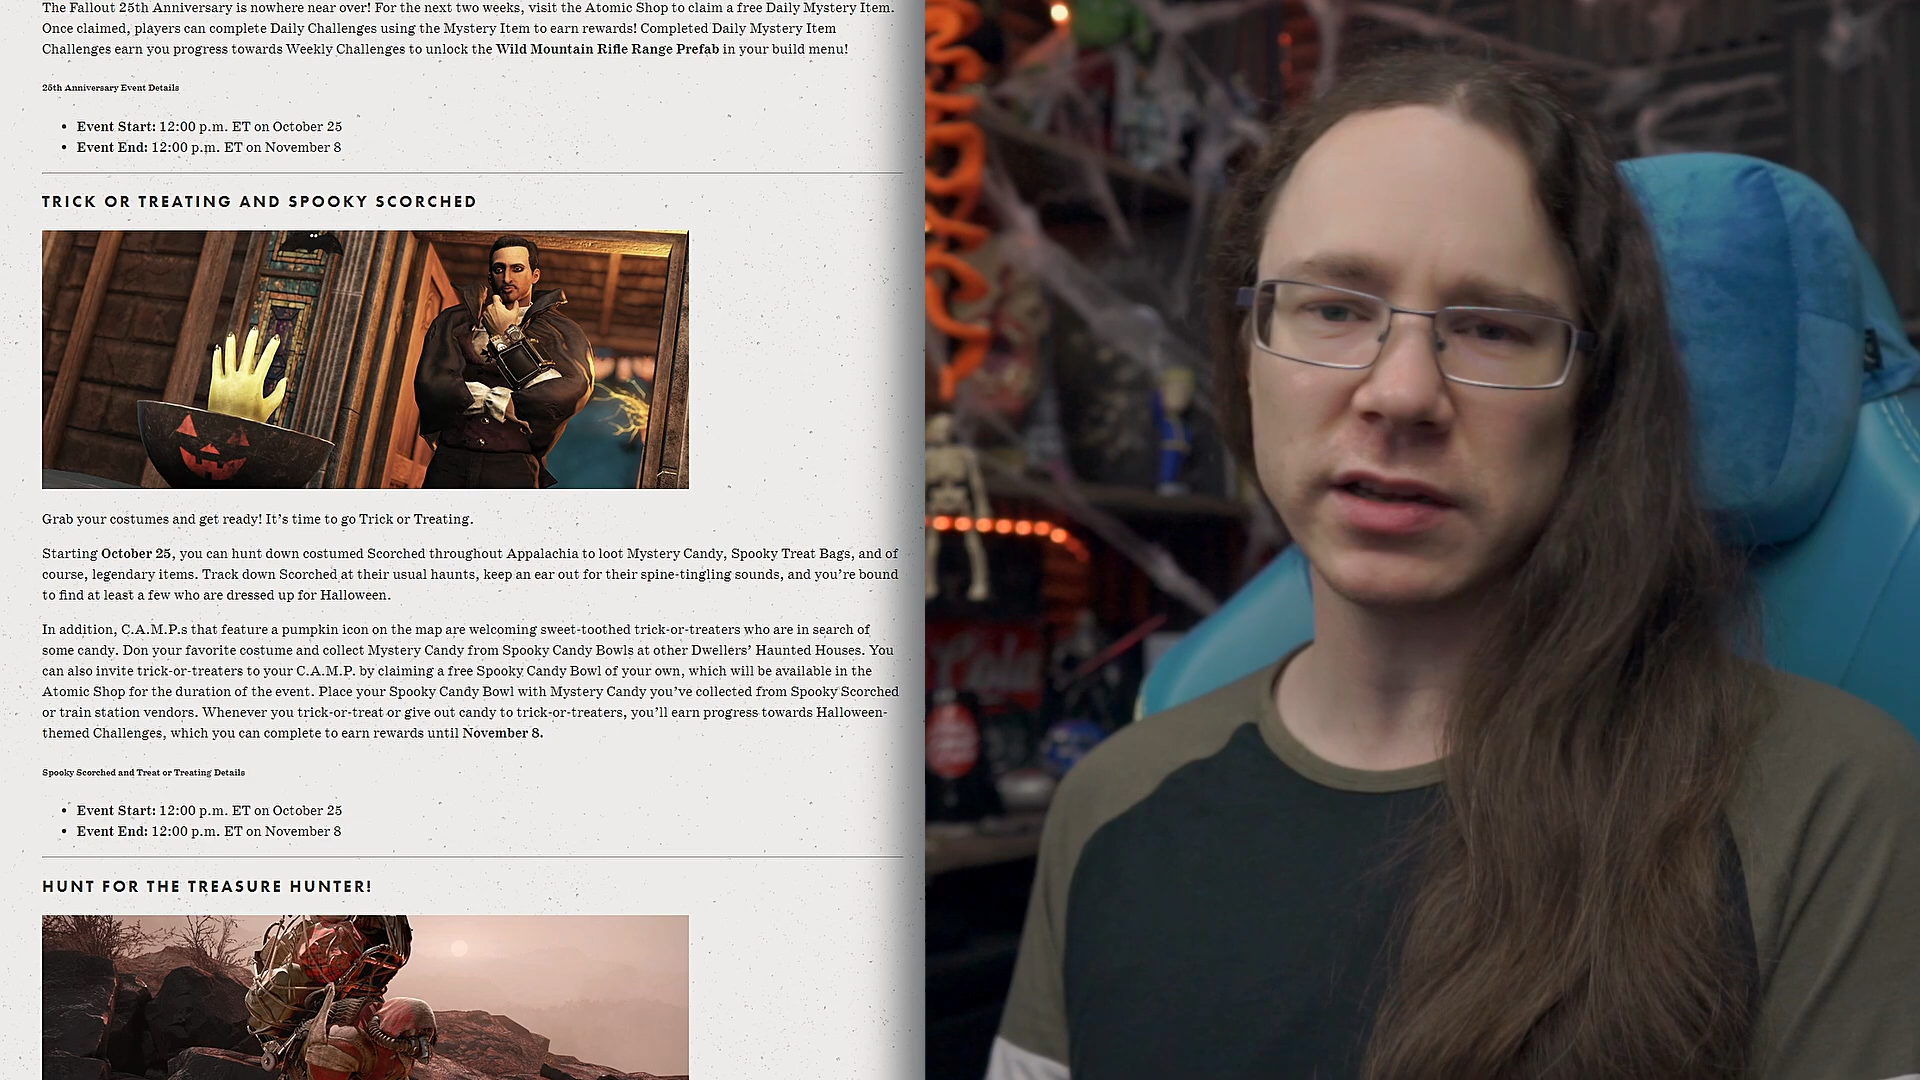 The Fallout 25th Anniversary is nowhere near over! For the next two weeks, visit the Atomic Shop to claim a free Daily Mystery Item.
Once claimed, players can complete Daily Challenges using the Mystery Item to earn rewards! Completed Daily Mystery Item
Challenges earn you progress towards Weekly Challenges to unlock the Wild Mountain Rifle Range Prefab in your build menu!
25th Anniversary Event Details
• Event Start: 12:00 p.m. ET on October 25
• Event End: 12:00 p.m. ET on November 8
TRICK OR TREATING AND SPOOKY SCORCHED
Grab your costumes and get ready! It's time to go Trick or Treating.
Starting October 25, you can hunt down costumed Scorched throughout Appalachia to loot Mystery Candy, Spooky Treat Bags, and of
course, legendary items. Track down Scorched at their usual haunts, keep an ear out for their spine-tingling sounds, and you're bound
to find at least a few who are dressed up for Halloween.
In addition, C.A.M.P.s that feature a pumpkin icon on the map are welcoming sweet-toothed trick-or-treaters who are in search of
some candy. Don your favorite costume and collect Mystery Candy from Spooky Candy Bowls at other Dwellers' Haunted Houses. You
can also invite trick-or-treaters to your C.A.M.P. by claiming a free Spooky Candy Bowl of your own, which will be available in the
Atomic Shop for the duration of the event. Place your Spooky Candy Bowl with Mystery Candy you've collected from Spooky Scorched
or train station vendors. Whenever you trick-or-treat or give out candy to trick-or-treaters, you'll earn progress towards Halloween-
themed Challenges, which you can complete to earn rewards until November 8.
Spooky Scorched and Treat or Treating Details
• Event Start: 12:00 p.m. ET on October 25
• Event End: 12:00 p.m. ET on November 8
HUNT FOR THE TREASURE HUNTER!